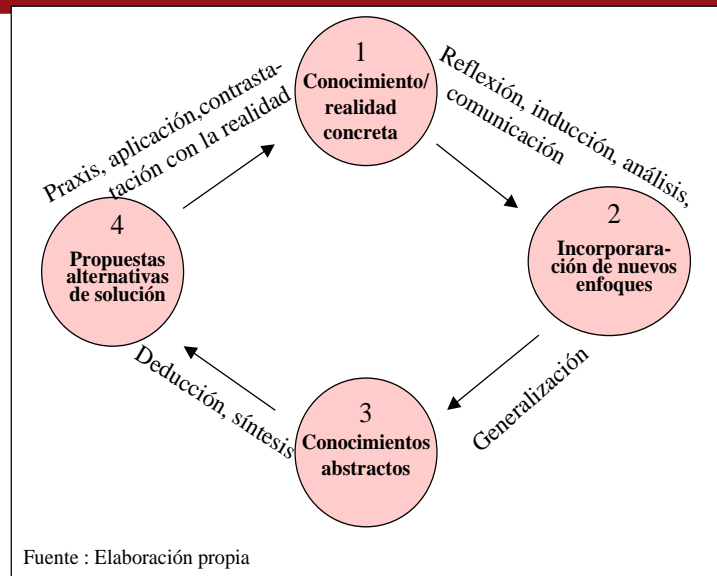 1
Conocimiento/
realidad
concreta
Reflexión, inducción, análisis,
comunicación
2
Incorporara-
ción de nuevos
enfoques
Generalización
3
Conocimientos
abstractos
Deducción, síntesis
4
Propuestas
alternativas
de solución
Praxis, aplicación,contrasta-
tación con la realidad
Fuente : Elaboración propia